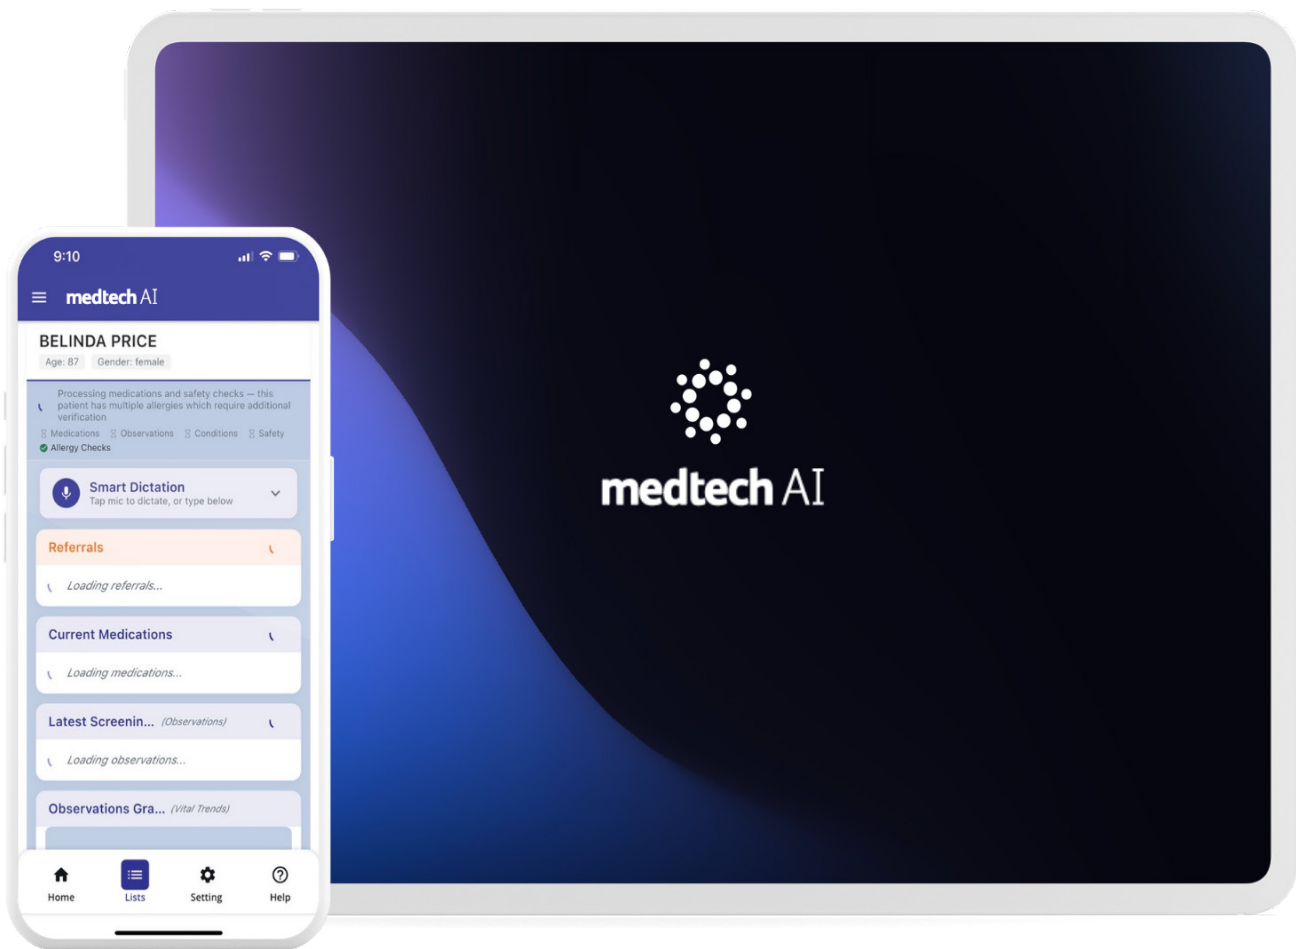 9:10
medtech AI
BELINDA PRICE
Age: 87 Gender: female
Processing medications and safety checks — this
patient has multiple allergies which require additional
verification
Medications Observations Conditions Safety
Allergy Checks
Smart Dictation
Tap mic to dictate, or type below
Referrals
Loading referrals...
Current Medications
Loading medications...
Latest Screenin... (Observations)
Loading observations...
Observations Gra... (Vital Trends)
Home Lists Setting Help
medtech AI